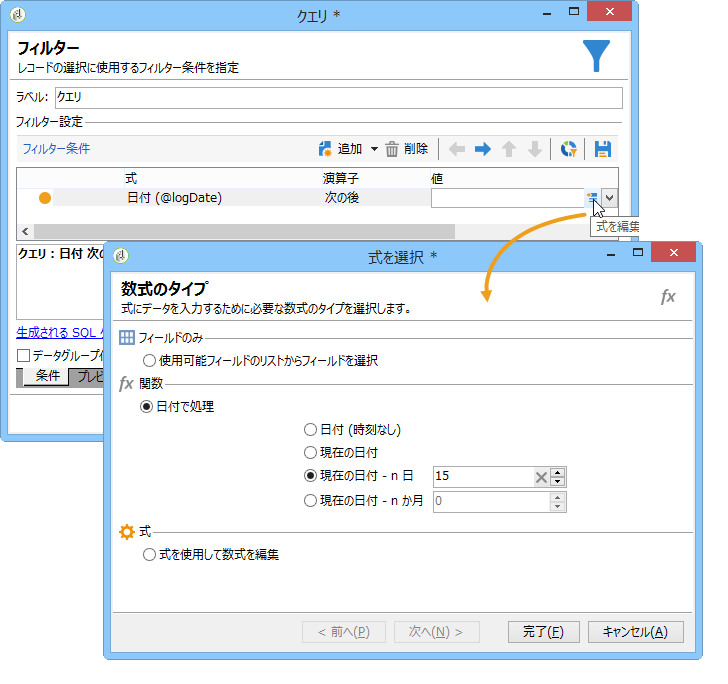 クエリ *
フィルター
レコードの選択に使用するフィルター条件を指定
ラベル: クエリ
フィルター設定
フィルター条件 追加 削除
式 演算子 値
日付 (@logDate) 次の後
式を編集
クエリ : 日付 次の
生成される SQL
データグループ
条件 プレビ
式を選択 *
数式のタイプ
式にデータを入力するために必要な数式のタイプを選択します。
fx
フィールドのみ
使用可能フィールドのリストからフィールドを選択
fx 関数
日付で処理
日付 (時刻なし)
現在の日付
現在の日付 - n 日 15
現在の日付 - n か月 0
式
式を使用して数式を編集
< 前へ(P) 次へ(N) > 完了(F) キャンセル(A)